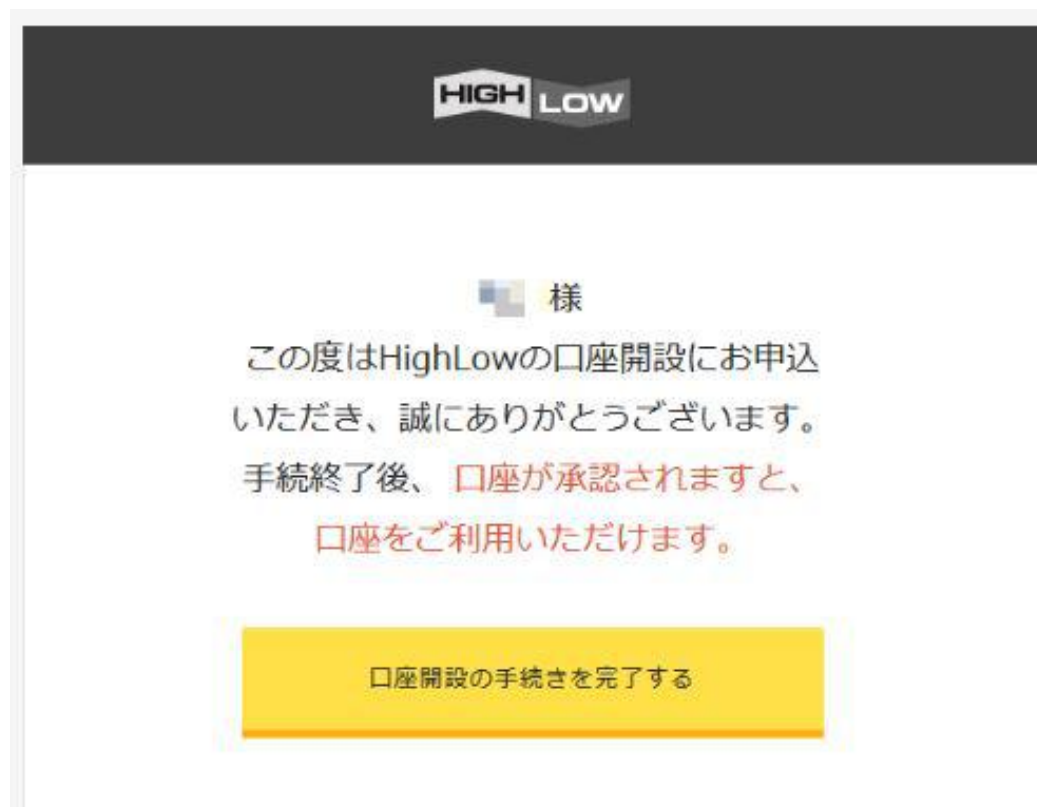 HIGH LOW
様
この度はHighLowの口座開設にお申込
いただき、誠にありがとうございます。
手続終了後、 口座が承認されますと、
口座をご利用いただけます。
口座開設の手続きを完了する